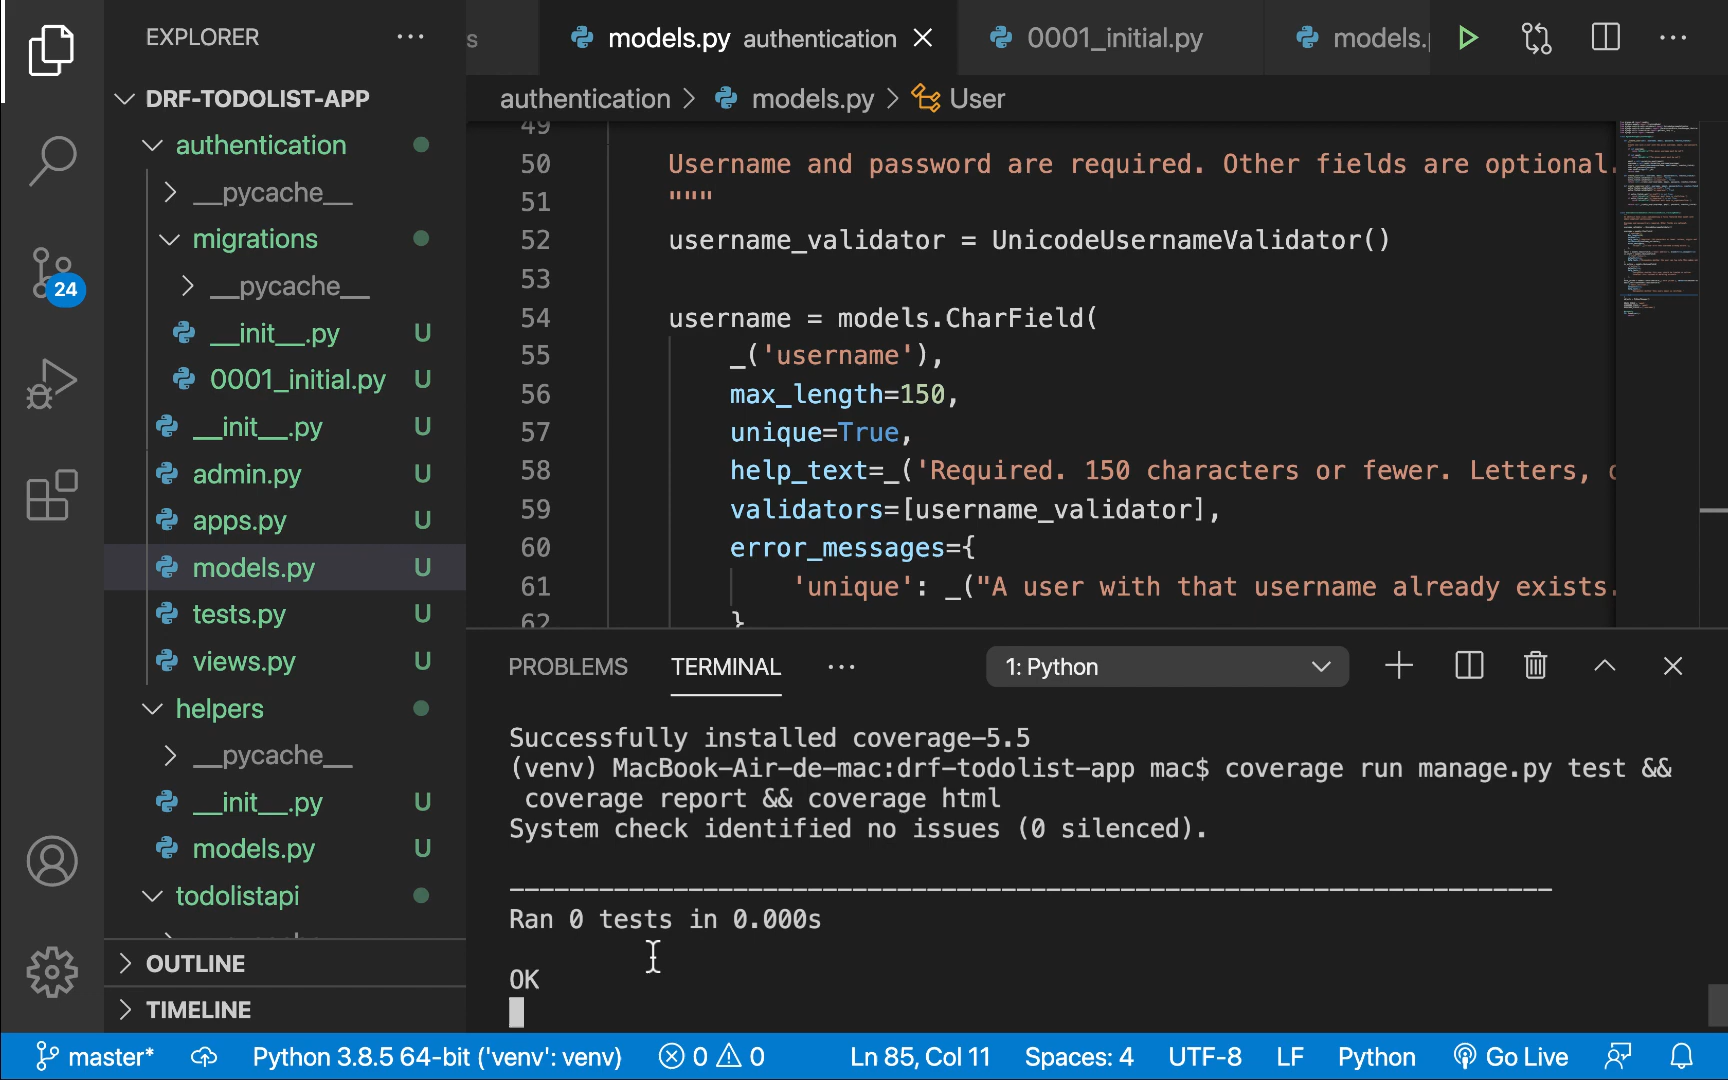 EXPLORER
DRF-TODOLIST-APP
authentication
__pycache__
migrations
__pycache__
__init__.py U
0001_initial.py U
__init__.py U
admin.py U
apps.py U
models.py U
tests.py U
views.py U
helpers
__pycache__
__init__.py U
models.py U
todolistapi
OUTLINE
TIMELINE
24
s
models.py authentication
0001_initial.py
models.p
authentication > models.py > User
49
50 Username and password are required. Other fields are optional.
51 """
52 username_validator = UnicodeUsernameValidator()
53
54 username = models.CharField(
55 _('username'),
56 max_length=150,
57 unique=True,
58 help_text=_('Required. 150 characters or fewer. Letters,
59 validators=[username_validator],
60 error_messages={
61 'unique': _("A user with that username already exists.
62 }
PROBLEMS TERMINAL ··· 1: Python
Successfully installed coverage-5.5
(venv) MacBook-Air-de-mac:drf-todolist-app mac$ coverage run manage.py test &&
coverage report && coverage html
System check identified no issues (0 silenced).
----------------------------------------------------------------------
Ran 0 tests in 0.000s
OK
master* Python 3.8.5 64-bit ('venv': venv) 0 0 Ln 85, Col 11 Spaces: 4 UTF-8 LF Python Go Live